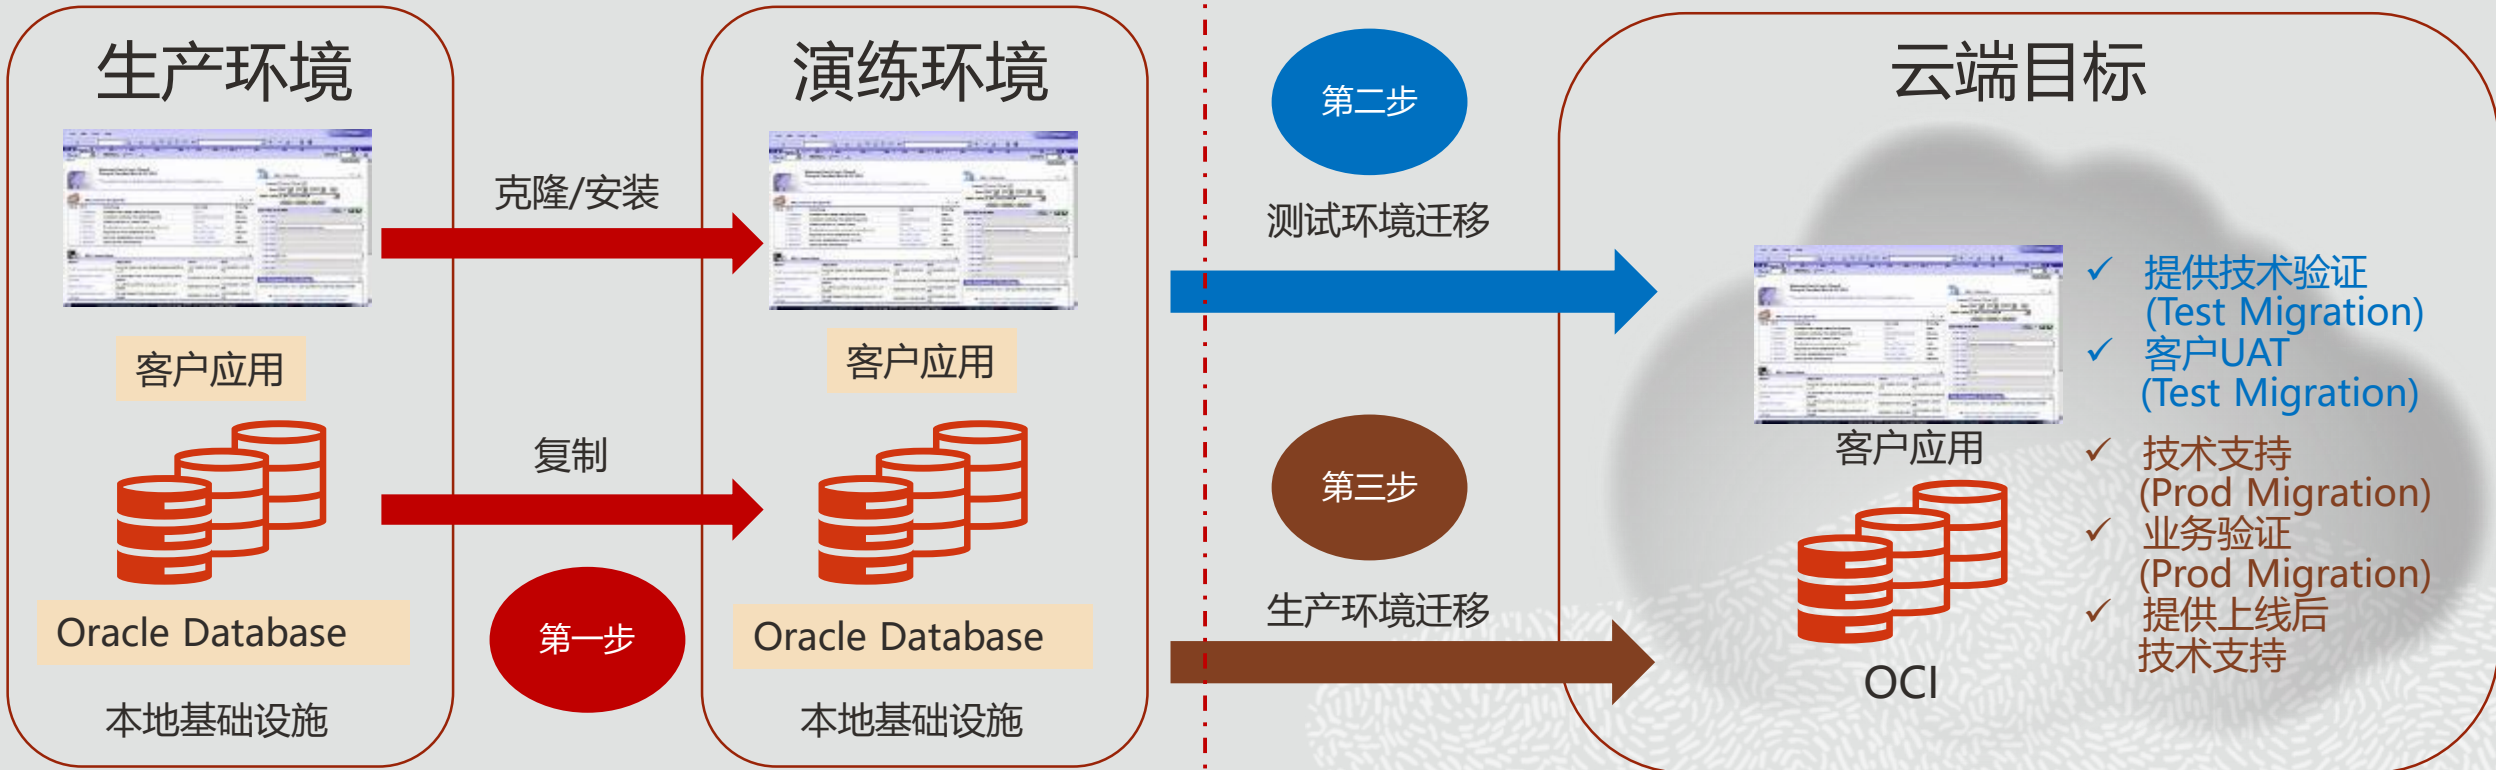 生产环境
客户应用
Oracle Database
本地基础设施
克隆/安装
复制
第一步
演练环境
客户应用
Oracle Database
本地基础设施
第二步
测试环境迁移
第三步
生产环境迁移
云端目标
客户应用
OCI
✓ 提供技术验证
(Test Migration)
✓ 客户UAT
(Test Migration)
✓ 技术支持
(Prod Migration)
✓ 业务验证
(Prod Migration)
✓ 提供上线后
技术支持